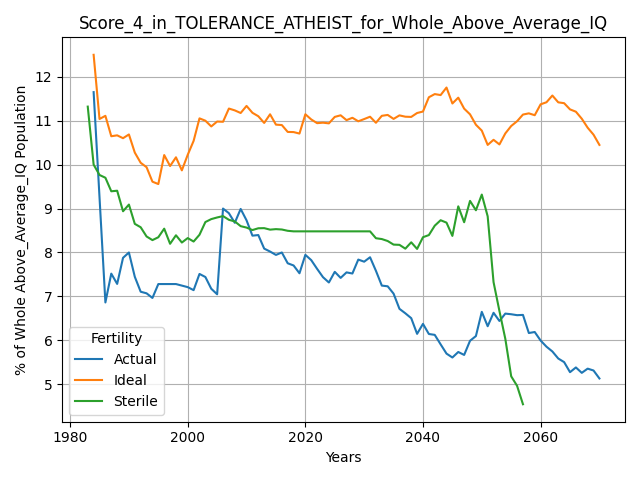 Score_4_in_TOLERANCE_ATHEIST_for_Whole_Above_Average_IQ
% of Whole Above_Average_IQ Population
12
11
10
9
8
7
6
5
Fertility
Actual
Ideal
Sterile
1980
2000
2020
2040
2060
Years